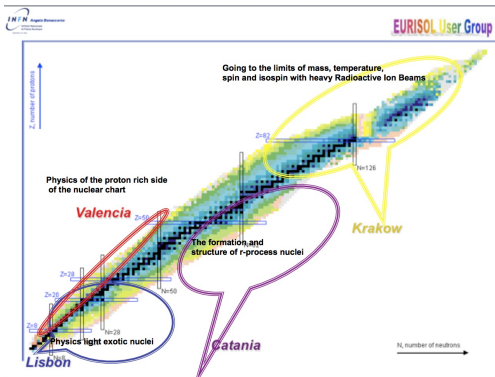 INFN
EURISOL User Group
Going to the limits of mass, temperature,
spin and isospin with heavy Radioactive Ion Beams
Z, number of protons
Z=82
N=126
Physics of the proton rich side
of the nuclear chart
Valencia
Z=50
Krakow
The formation and
structure of r-process nuclei
Z=28
N=50
Z=20
Z=8
N=28
Physics light exotic nuclei
Catania
Lisbon
N, number of neutrons